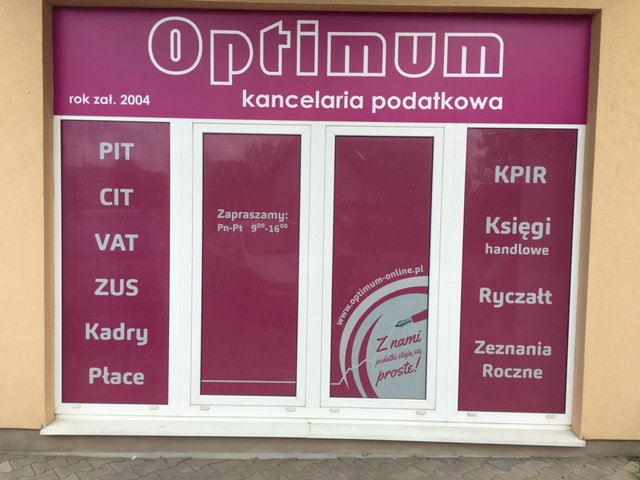 Optimum
rok zał. 2004
kancelaria podatkowa
PIT
CIT
VAT
ZUS
Kadry
Płace
Zapraszamy:
Pn-Pt 9⁰⁰-16⁰⁰
www.optimum-online.pl
Z nami
podatki stają się
proste!
KPIR
Księgi
handlowe
Ryczałt
Zeznania
Roczne